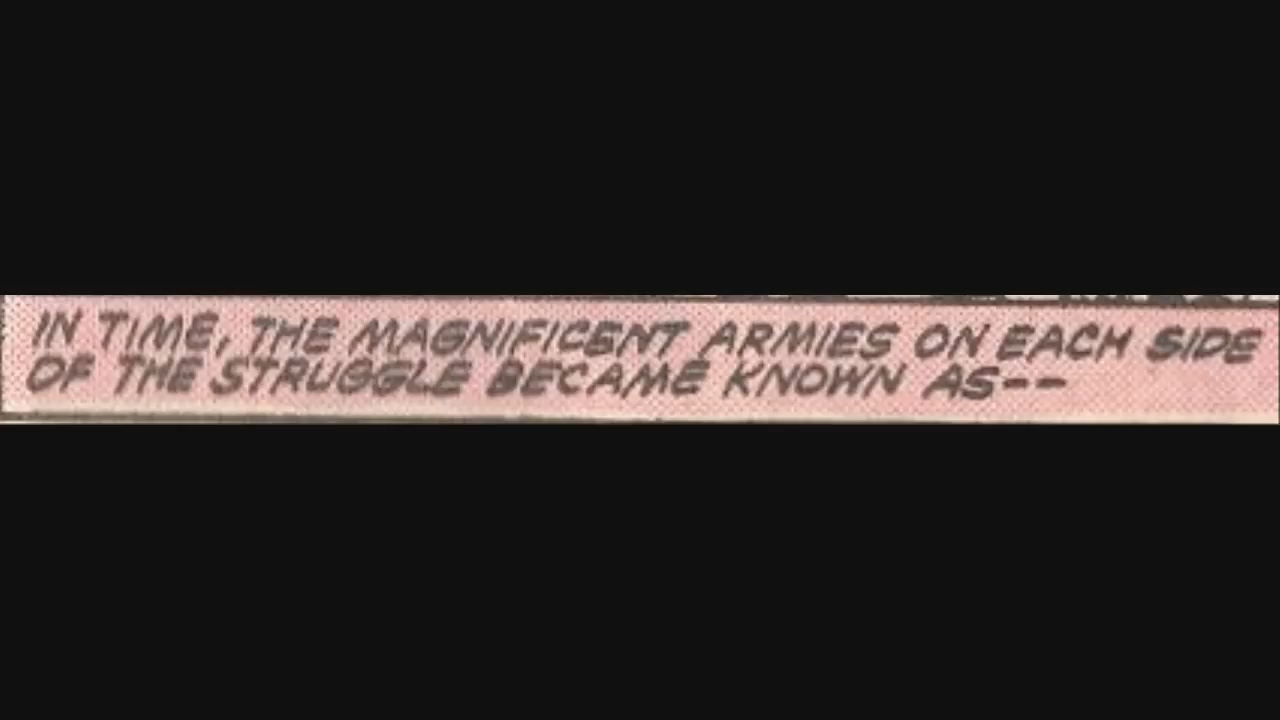 IN TIME, THE MAGNIFICENT ARMIES ON EACH SIDE
OF THE STRUGGLE BECAME KNOWN AS--